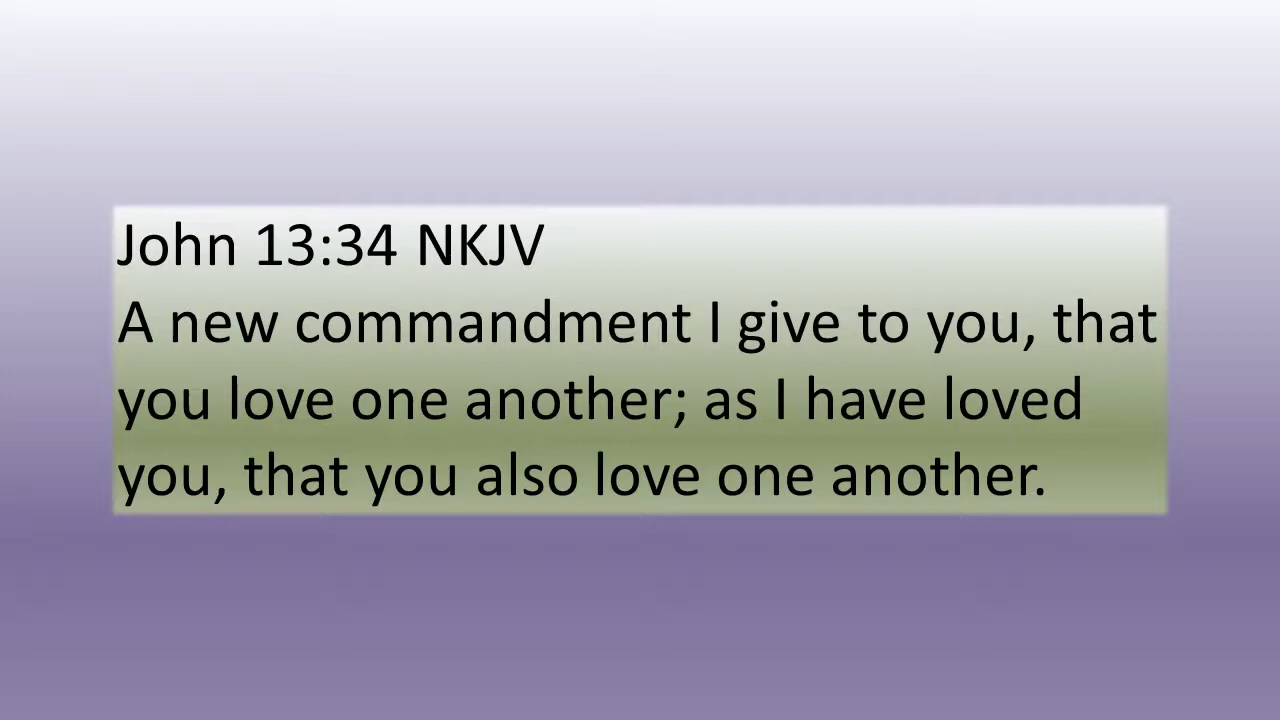 John 13:34 NKJV
A new commandment I give to you, that
you love one another; as I have loved
you, that you also love one another.